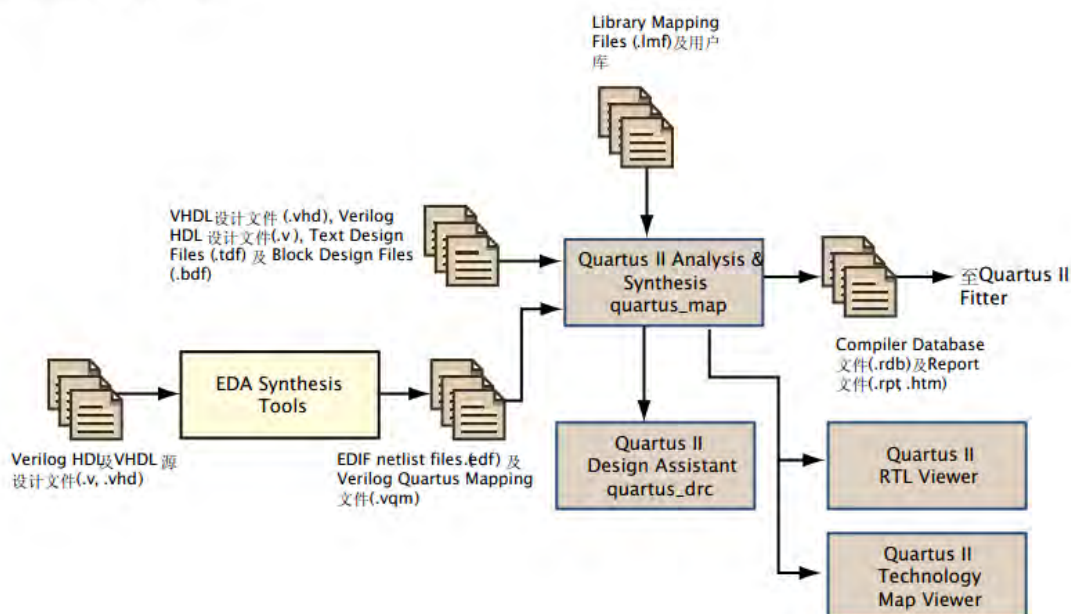 Library Mapping
Files (.lmf)及用户
库
VHDL设计文件 (.vhd), Verilog
HDL 设计文件(.v), Text Design
Files (.tdf) 及 Block Design Files
(.bdf)
Quartus II Analysis &
Synthesis
quartus_map
至Quartus II
Fitter
Compiler Database
文件(.rdb)及Report
文件(.rpt, .htm)
EDA Synthesis
Tools
Verilog HDL及VHDL 源
设计文件(.v, .vhd)
EDIF netlist files.(edf) 及
Verilog Quartus Mapping
文件(.vqm)
Quartus II
Design Assistant
quartus_drc
Quartus II
RTL Viewer
Quartus II
Technology
Map Viewer